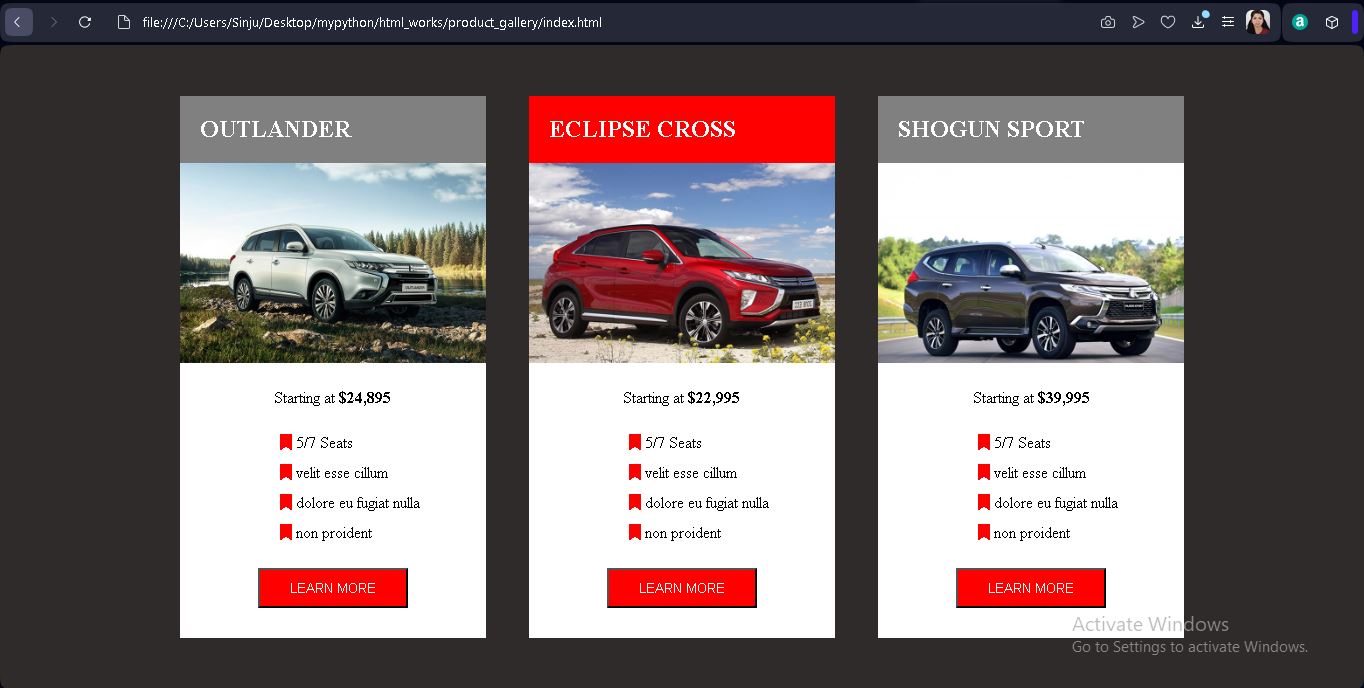 file:///C:/Users/Sinju/Desktop/mypython/html_works/product_gallery/index.html
a
OUTLANDER
OUTLANDER
Starting at $24,895
5/7 Seats
velit esse cillum
dolore eu fugiat nulla
non proident
LEARN MORE
ECLIPSE CROSS
Starting at $22,995
5/7 Seats
velit esse cillum
dolore eu fugiat nulla
non proident
LEARN MORE
SHOGUN SPORT
Starting at $39,995
5/7 Seats
velit esse cillum
dolore eu fugiat nulla
non proident
LEARN MORE
Activate Windows
Go to Settings to activate Windows.